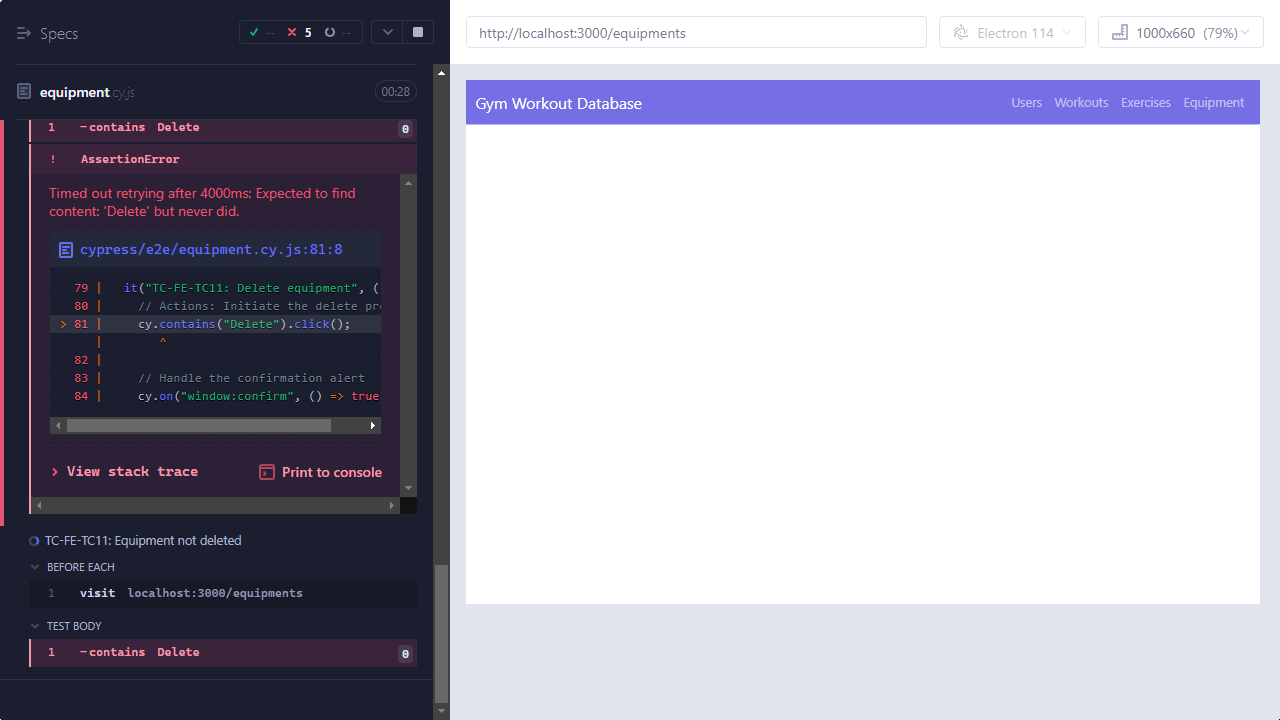 Specs
-- 5 --
equipment.cy.js 00:28
1 -contains Delete 0
! AssertionError
Timed out retrying after 4000ms: Expected to find
content: 'Delete' but never did.
cypress/e2e/equipment.cy.js:81:8
79 | it("TC-FE-TC11: Delete equipment", (
80 | // Actions: Initiate the delete pr
> 81 | cy.contains("Delete").click();
| ^
82 |
83 | // Handle the confirmation alert
84 | cy.on("window:confirm", () => true
> View stack trace Print to console
TC-FE-TC11: Equipment not deleted
BEFORE EACH
1 visit localhost:3000/equipments
TEST BODY
1 -contains Delete 0
http://localhost:3000/equipments
Electron 114
1000x660 (79%)
Gym Workout Database
Users Workouts Exercises Equipment